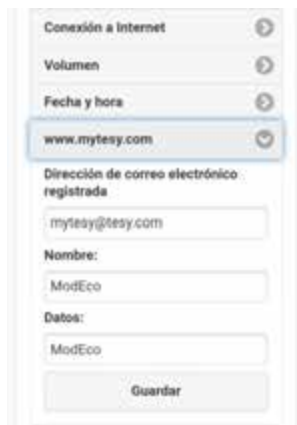 Conexión a Internet
Volumen
Fecha y hora
www.mytesy.com
Dirección de correo electrónico
registrada
mytesy@tesy.com
Nombre:
ModEco
Datos:
ModEco
Guardar